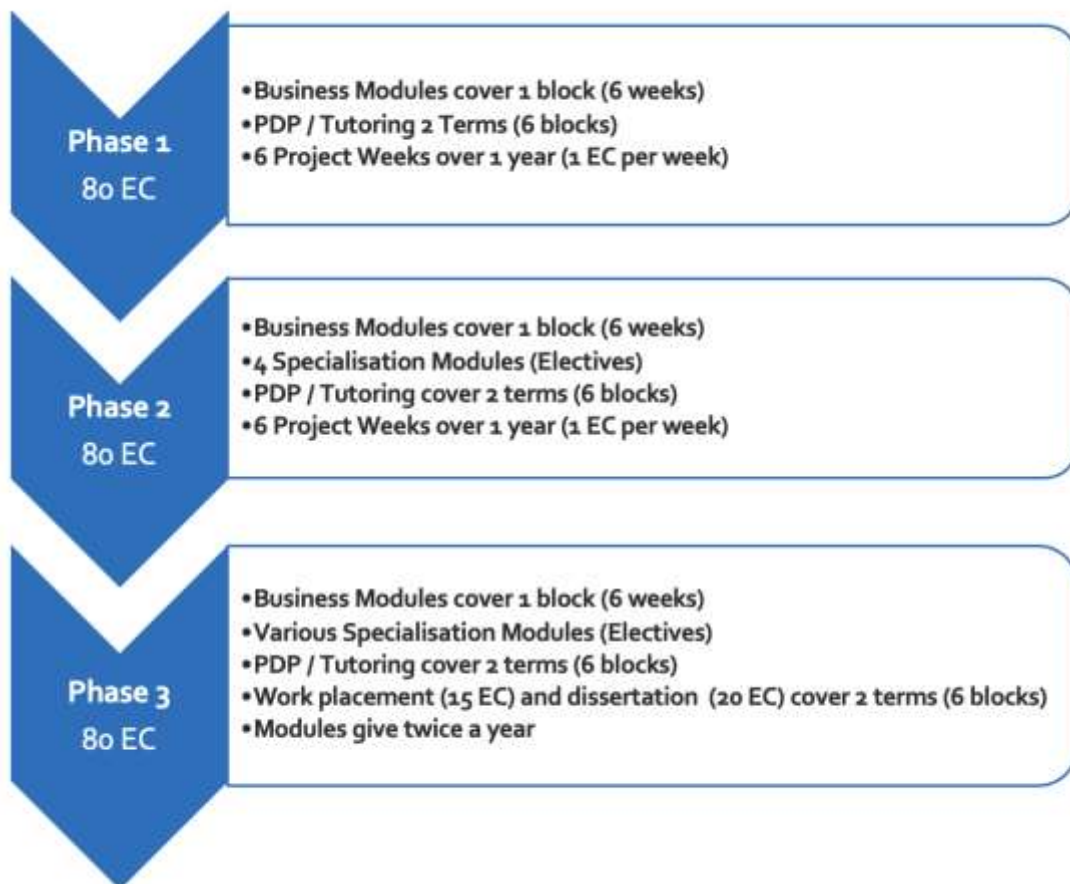 Phase 1
80 EC
•Business Modules cover 1 block (6 weeks)
•PDP / Tutoring 2 Terms (6 blocks)
•6 Project Weeks over 1 year (1 EC per week)
Phase 2
80 EC
•Business Modules cover 1 block (6 weeks)
•4 Specialisation Modules (Electives)
•PDP / Tutoring cover 2 terms (6 blocks)
•6 Project Weeks over 1 year (1 EC per week)
Phase 3
80 EC
•Business Modules cover 1 block (6 weeks)
•Various Specialisation Modules (Electives)
•PDP / Tutoring cover 2 terms (6 blocks)
•Work placement (15 EC) and dissertation (20 EC) cover 2 terms (6 blocks)
•Modules give twice a year